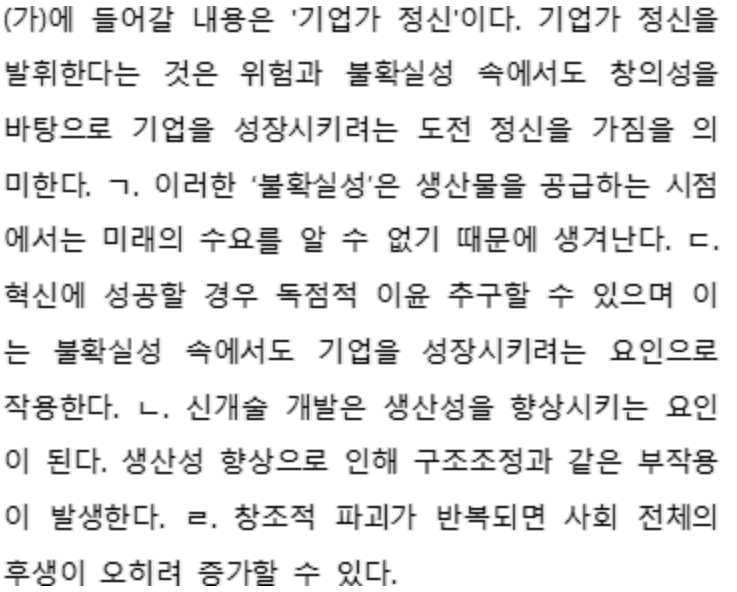 (가)에 들어갈 내용은 '기업가 정신'이다. 기업가 정신을
발휘한다는 것은 위험과 불확실성 속에서도 창의성을
바탕으로 기업을 성장시키려는 도전 정신을 가짐을 의
미한다. ㄱ. 이러한 '불확실성'은 생산물을 공급하는 시점
에서는 미래의 수요를 알 수 없기 때문에 생겨난다. ㄷ.
혁신에 성공할 경우 독점적 이윤 추구할 수 있으며 이
는 불확실성 속에서도 기업을 성장시키려는 요인으로
작용한다. ㄴ. 신개술 개발은 생산성을 향상시키는 요인
이 된다. 생산성 향상으로 인해 구조조정과 같은 부작용
이 발생한다. ㄹ. 창조적 파괴가 반복되면 사회 전체의
후생이 오히려 증가할 수 있다.